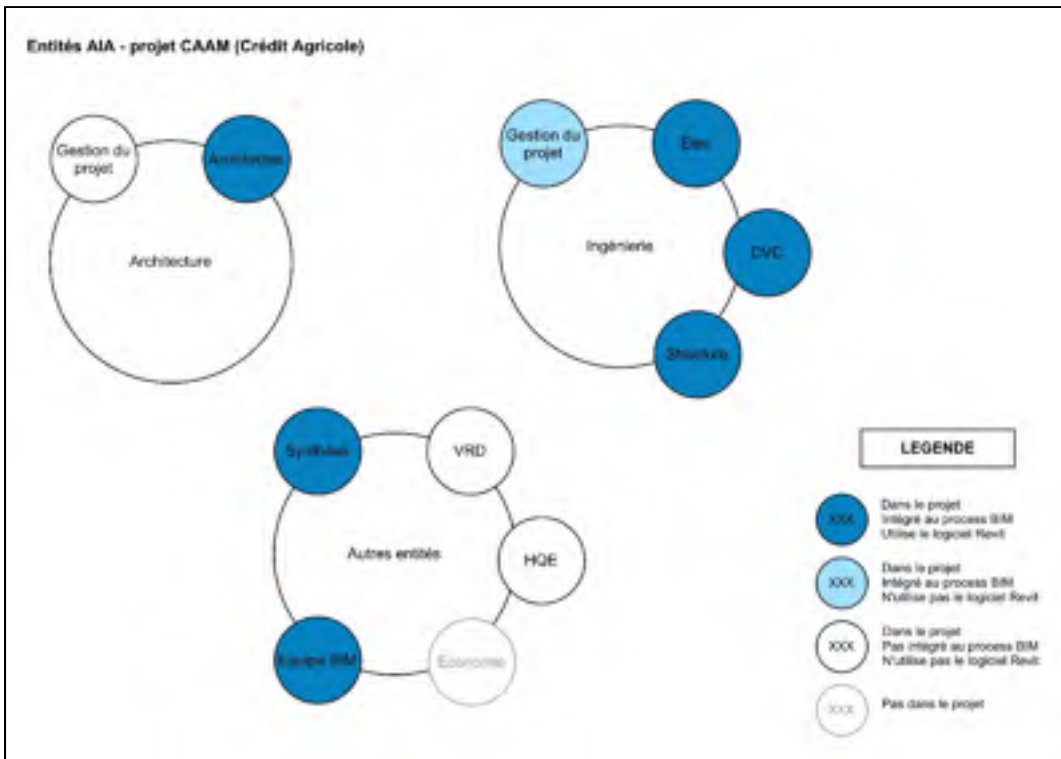 Entités AIA - projet CAAM (Crédit Agricole)
Gestion du
projet
Architectes
Architecture
Gestion du
projet
Elec
CVC
Ingénierie
Structure
Synthèse
VRD
Autres entités
HQE
Equipe BIM
Economie
LEGENDE
XXX
Dans le projet
Intégré au process BIM
Utilise le logiciel Revit
XXX
Dans le projet
Intégré au process BIM
N'utilise pas le logiciel Revit
XXX
Dans le projet
Pas intégré au process BIM
N'utilise pas le logiciel Revit
XXX
Pas dans le projet